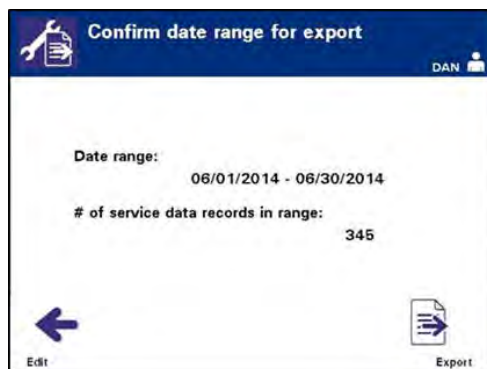 Confirm date range for export
DAN
Date range:
06/01/2014 - 06/30/2014
# of service data records in range:
345
Edit
Export